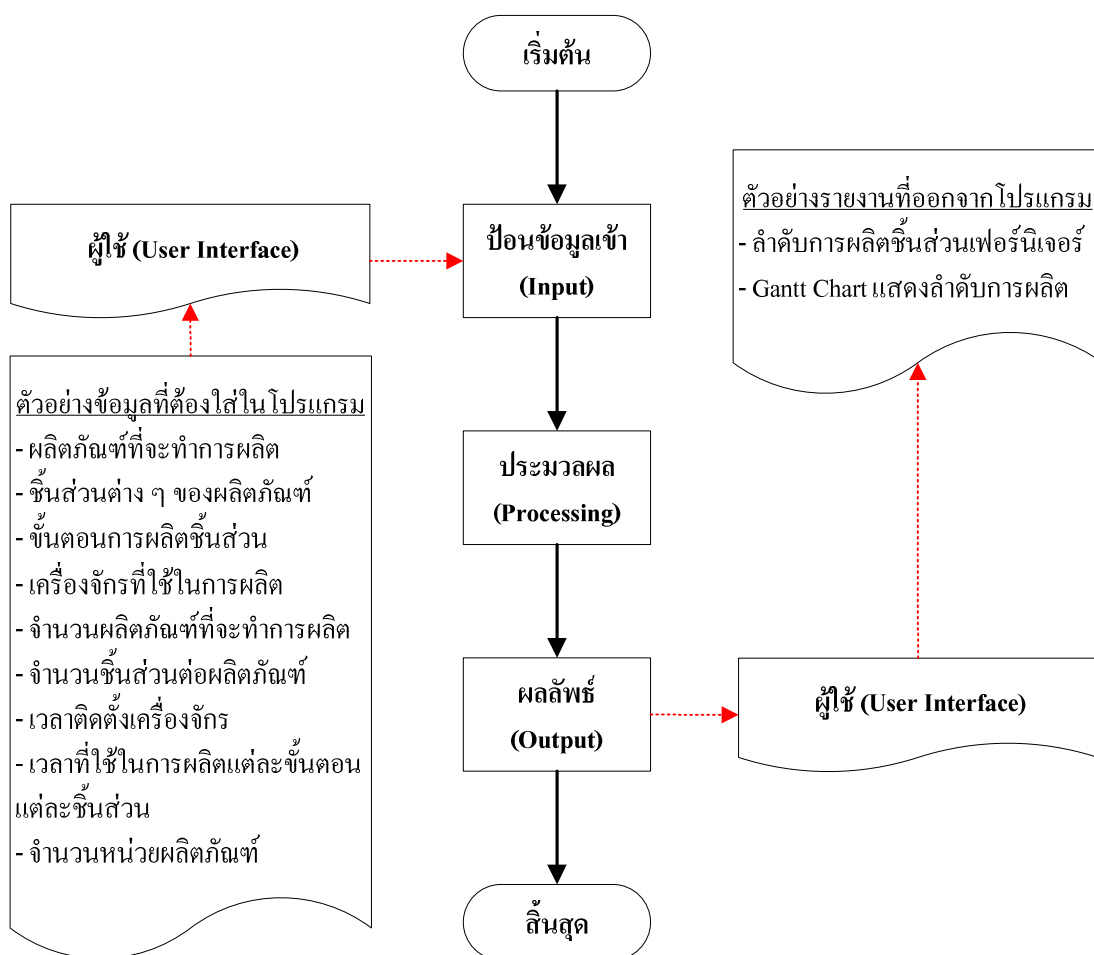 เริ่มต้น
ผู้ใช้ (User Interface)
ป้อนข้อมูลเข้า
(Input)
ตัวอย่างรายงานที่ออกจากโปรแกรม
- ลำดับการผลิตชิ้นส่วนเฟอร์นิเจอร์
- Gantt Chart แสดงลำดับการผลิต
ตัวอย่างข้อมูลที่ต้องใส่ในโปรแกรม
- ผลิตภัณฑ์ที่จะทำการผลิต
- ชิ้นส่วนต่าง ๆ ของผลิตภัณฑ์
- ขั้นตอนการผลิตชิ้นส่วน
- เครื่องจักรที่ใช้ในการผลิต
- จำนวนผลิตภัณฑ์ที่จะทำการผลิต
- จำนวนชิ้นส่วนต่อผลิตภัณฑ์
- เวลาติดตั้งเครื่องจักร
- เวลาที่ใช้ในการผลิตแต่ละขั้นตอน
แต่ละชิ้นส่วน
- จำนวนหน่วยผลิตภัณฑ์
ประมวลผล
(Processing)
ผลลัพธ์
(Output)
ผู้ใช้ (User Interface)
สิ้นสุด